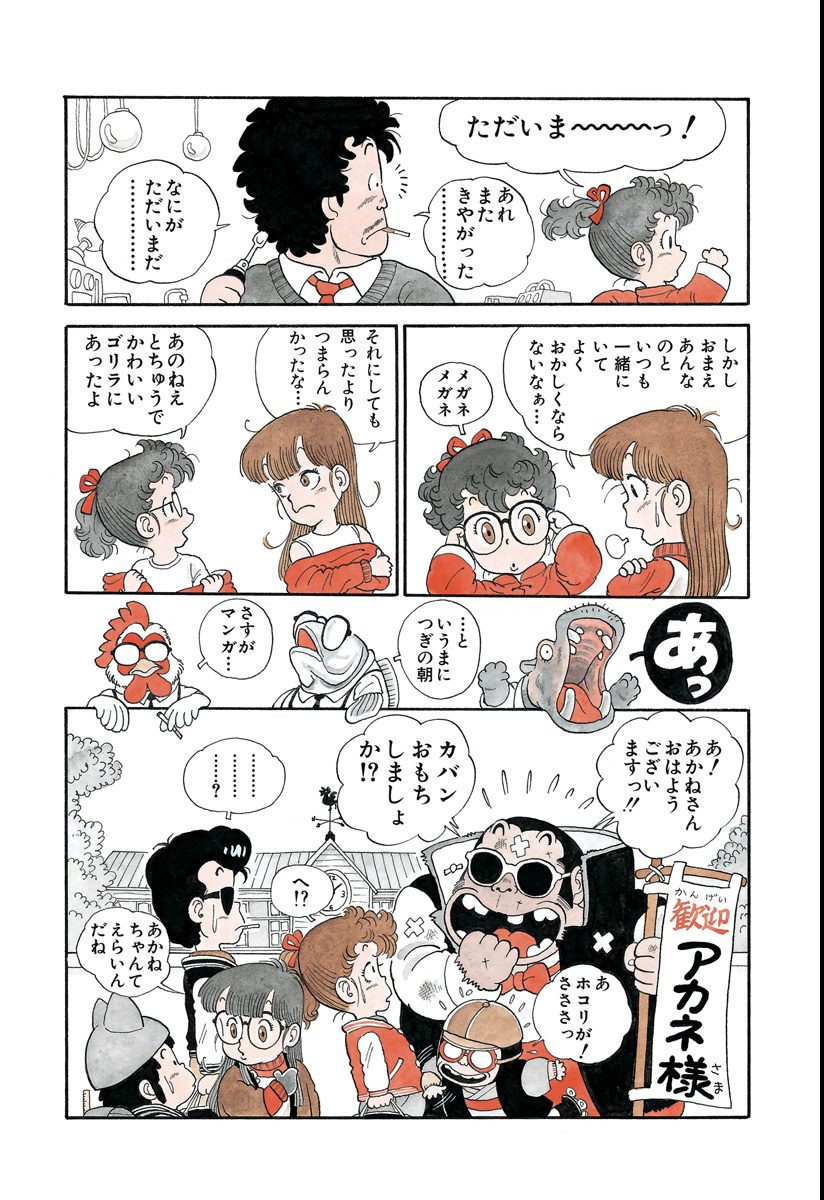 ただいま〜〜〜〜っ!
あれ
また
きやがった
…………
なにが
ただいまだ
…………
しかし
おまえ
あんな
のと
いつも
一緒に
いて
よく
おかしくなら
ないなぁ…
メガネ
メガネ
それにしても
思ったより
つまらん
かったな…
あのねえ
とちゅうで
かわいい
ゴリラに
あったよ
あっ
…と
いうまに
つぎの朝
さすが
マンガ…
あ!
あかねさん
おはよう
ござい
ますっ!!
カバン
おもち
しましょ
か!?
………
………?
へ!?
あ
ホコリが!
さささっ
あかね
ちゃんて
えらいん
だね
かんげい
歓迎
アカネ様
さま